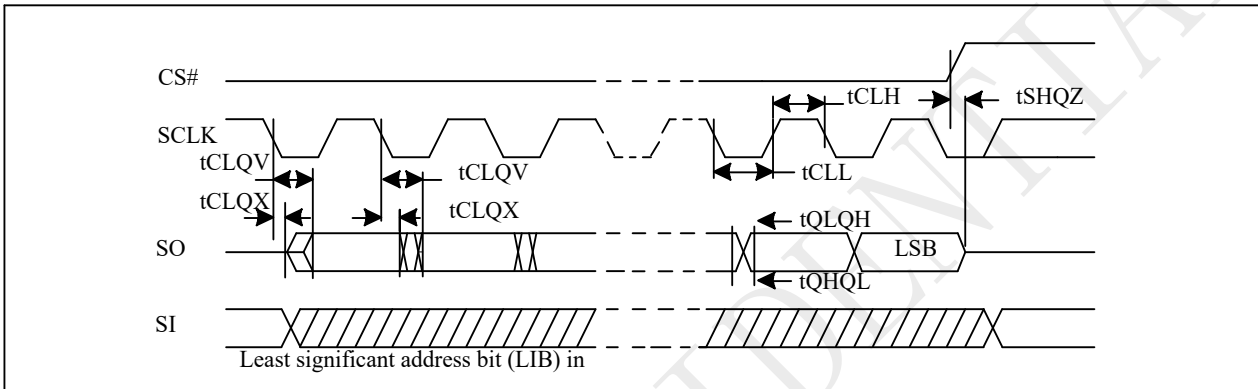 CS#
tCLH
tSHQZ
SCLK
tCLQV
tCLQV
tCLL
tCLQX
tCLQX
tQLQH
SO
LSB
tQHQL
SI
Least significant address bit (LIB) in
IDENTIAL